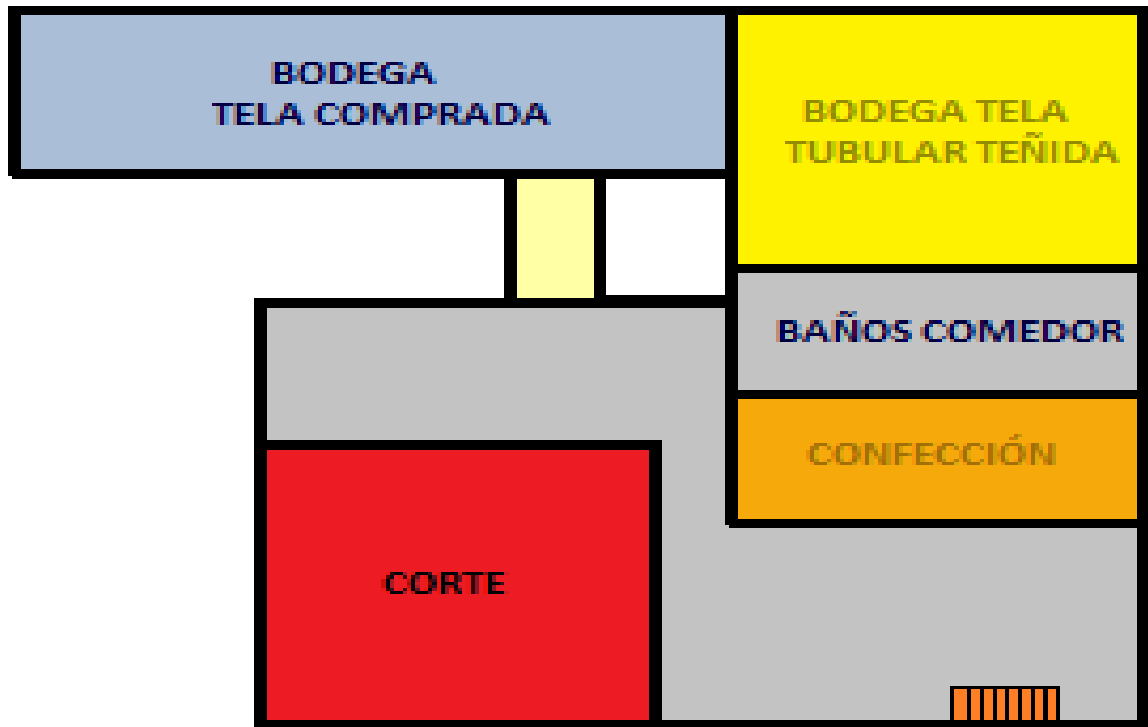 BODEGA
TELA COMPRADA
BODEGA TELA
TUBULAR TEÑIDA
BAÑOS COMEDOR
CONFECCIÓN
CORTE